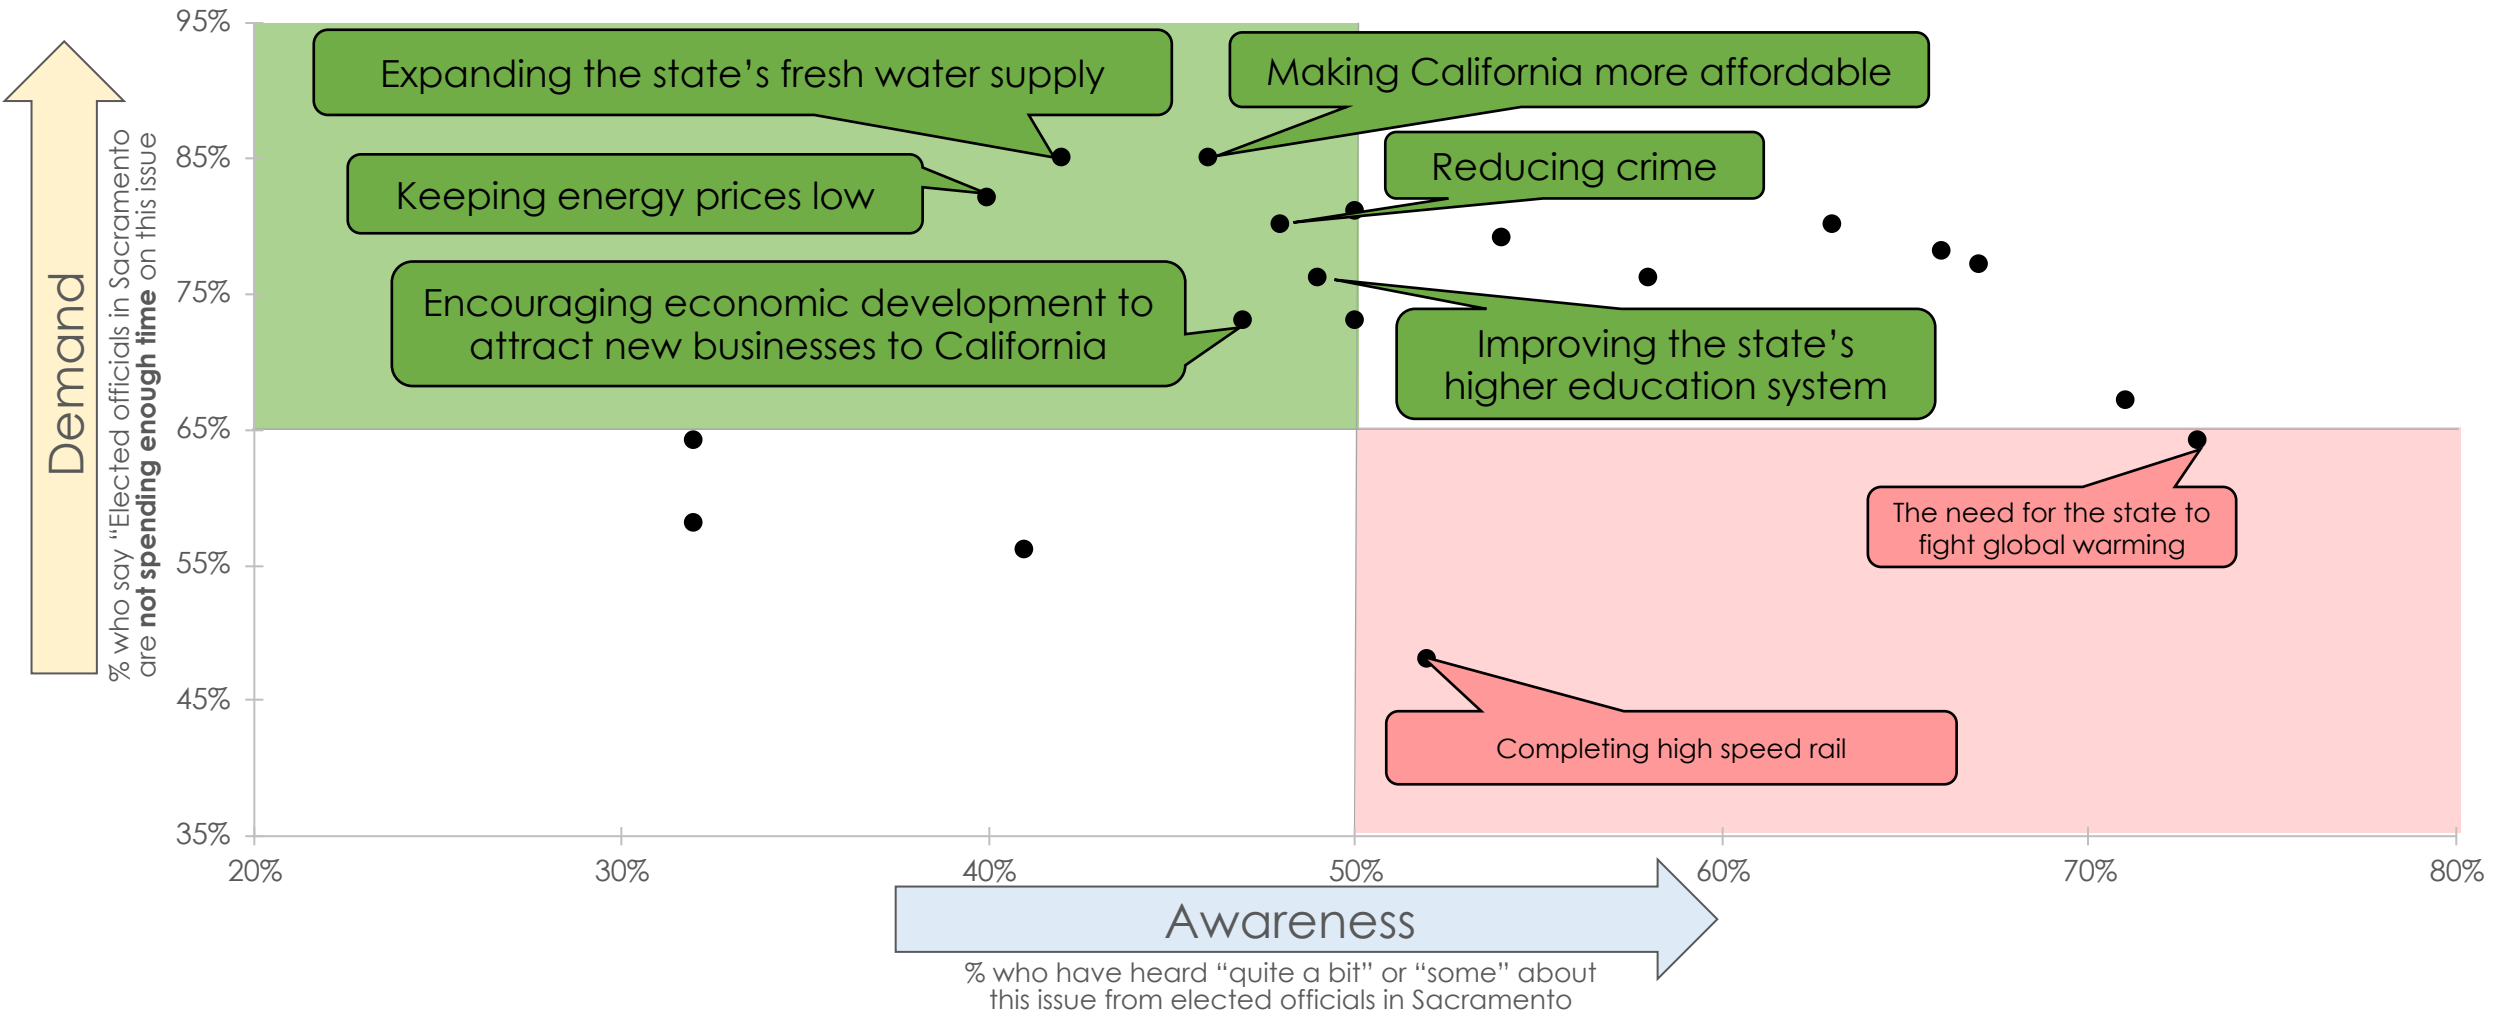 95%
85%
75%
65%
55%
45%
35%
Demand
% who say “Elected officials in Sacramento
are not spending enough time on this issue
Expanding the state’s fresh water supply
Making California more affordable
Reducing crime
Keeping energy prices low
Encouraging economic development to
attract new businesses to California
Improving the state’s
higher education system
The need for the state to
fight global warming
Completing high speed rail
20% 30% 40% 50% 60% 70% 80%
Awareness
% who have heard “quite a bit” or “some” about
this issue from elected officials in Sacramento